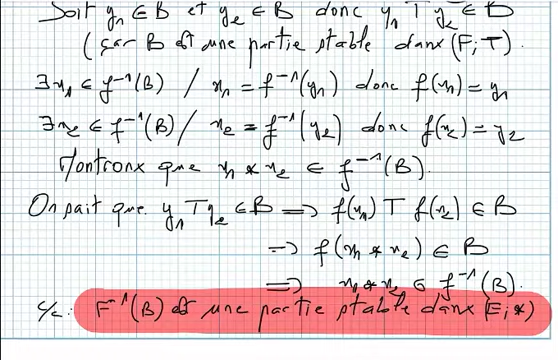 Soit y₁ ∈ B et y₂ ∈ B donc y₁ T y₂ ∈ B
(car B est une partie stable dans (F; T).
∃x₁ ∈ f⁻¹(B) / x₁ = f⁻¹(y₁) donc f(x₁) = y₁
∃x₂ ∈ f⁻¹(B) / x₂ = f⁻¹(y₂) donc f(x₂) = y₂
Montrons que x₁ * x₂ ∈ f⁻¹(B).
On sait que y₁ T y₂ ∈ B ⟹ f(x₁) T f(x₂) ∈ B
⟹ f(x₁ * x₂) ∈ B
⟹ x₁ * x₂ ∈ f⁻¹(B).
C/c: F⁻¹(B) est une partie stable dans (E; *)